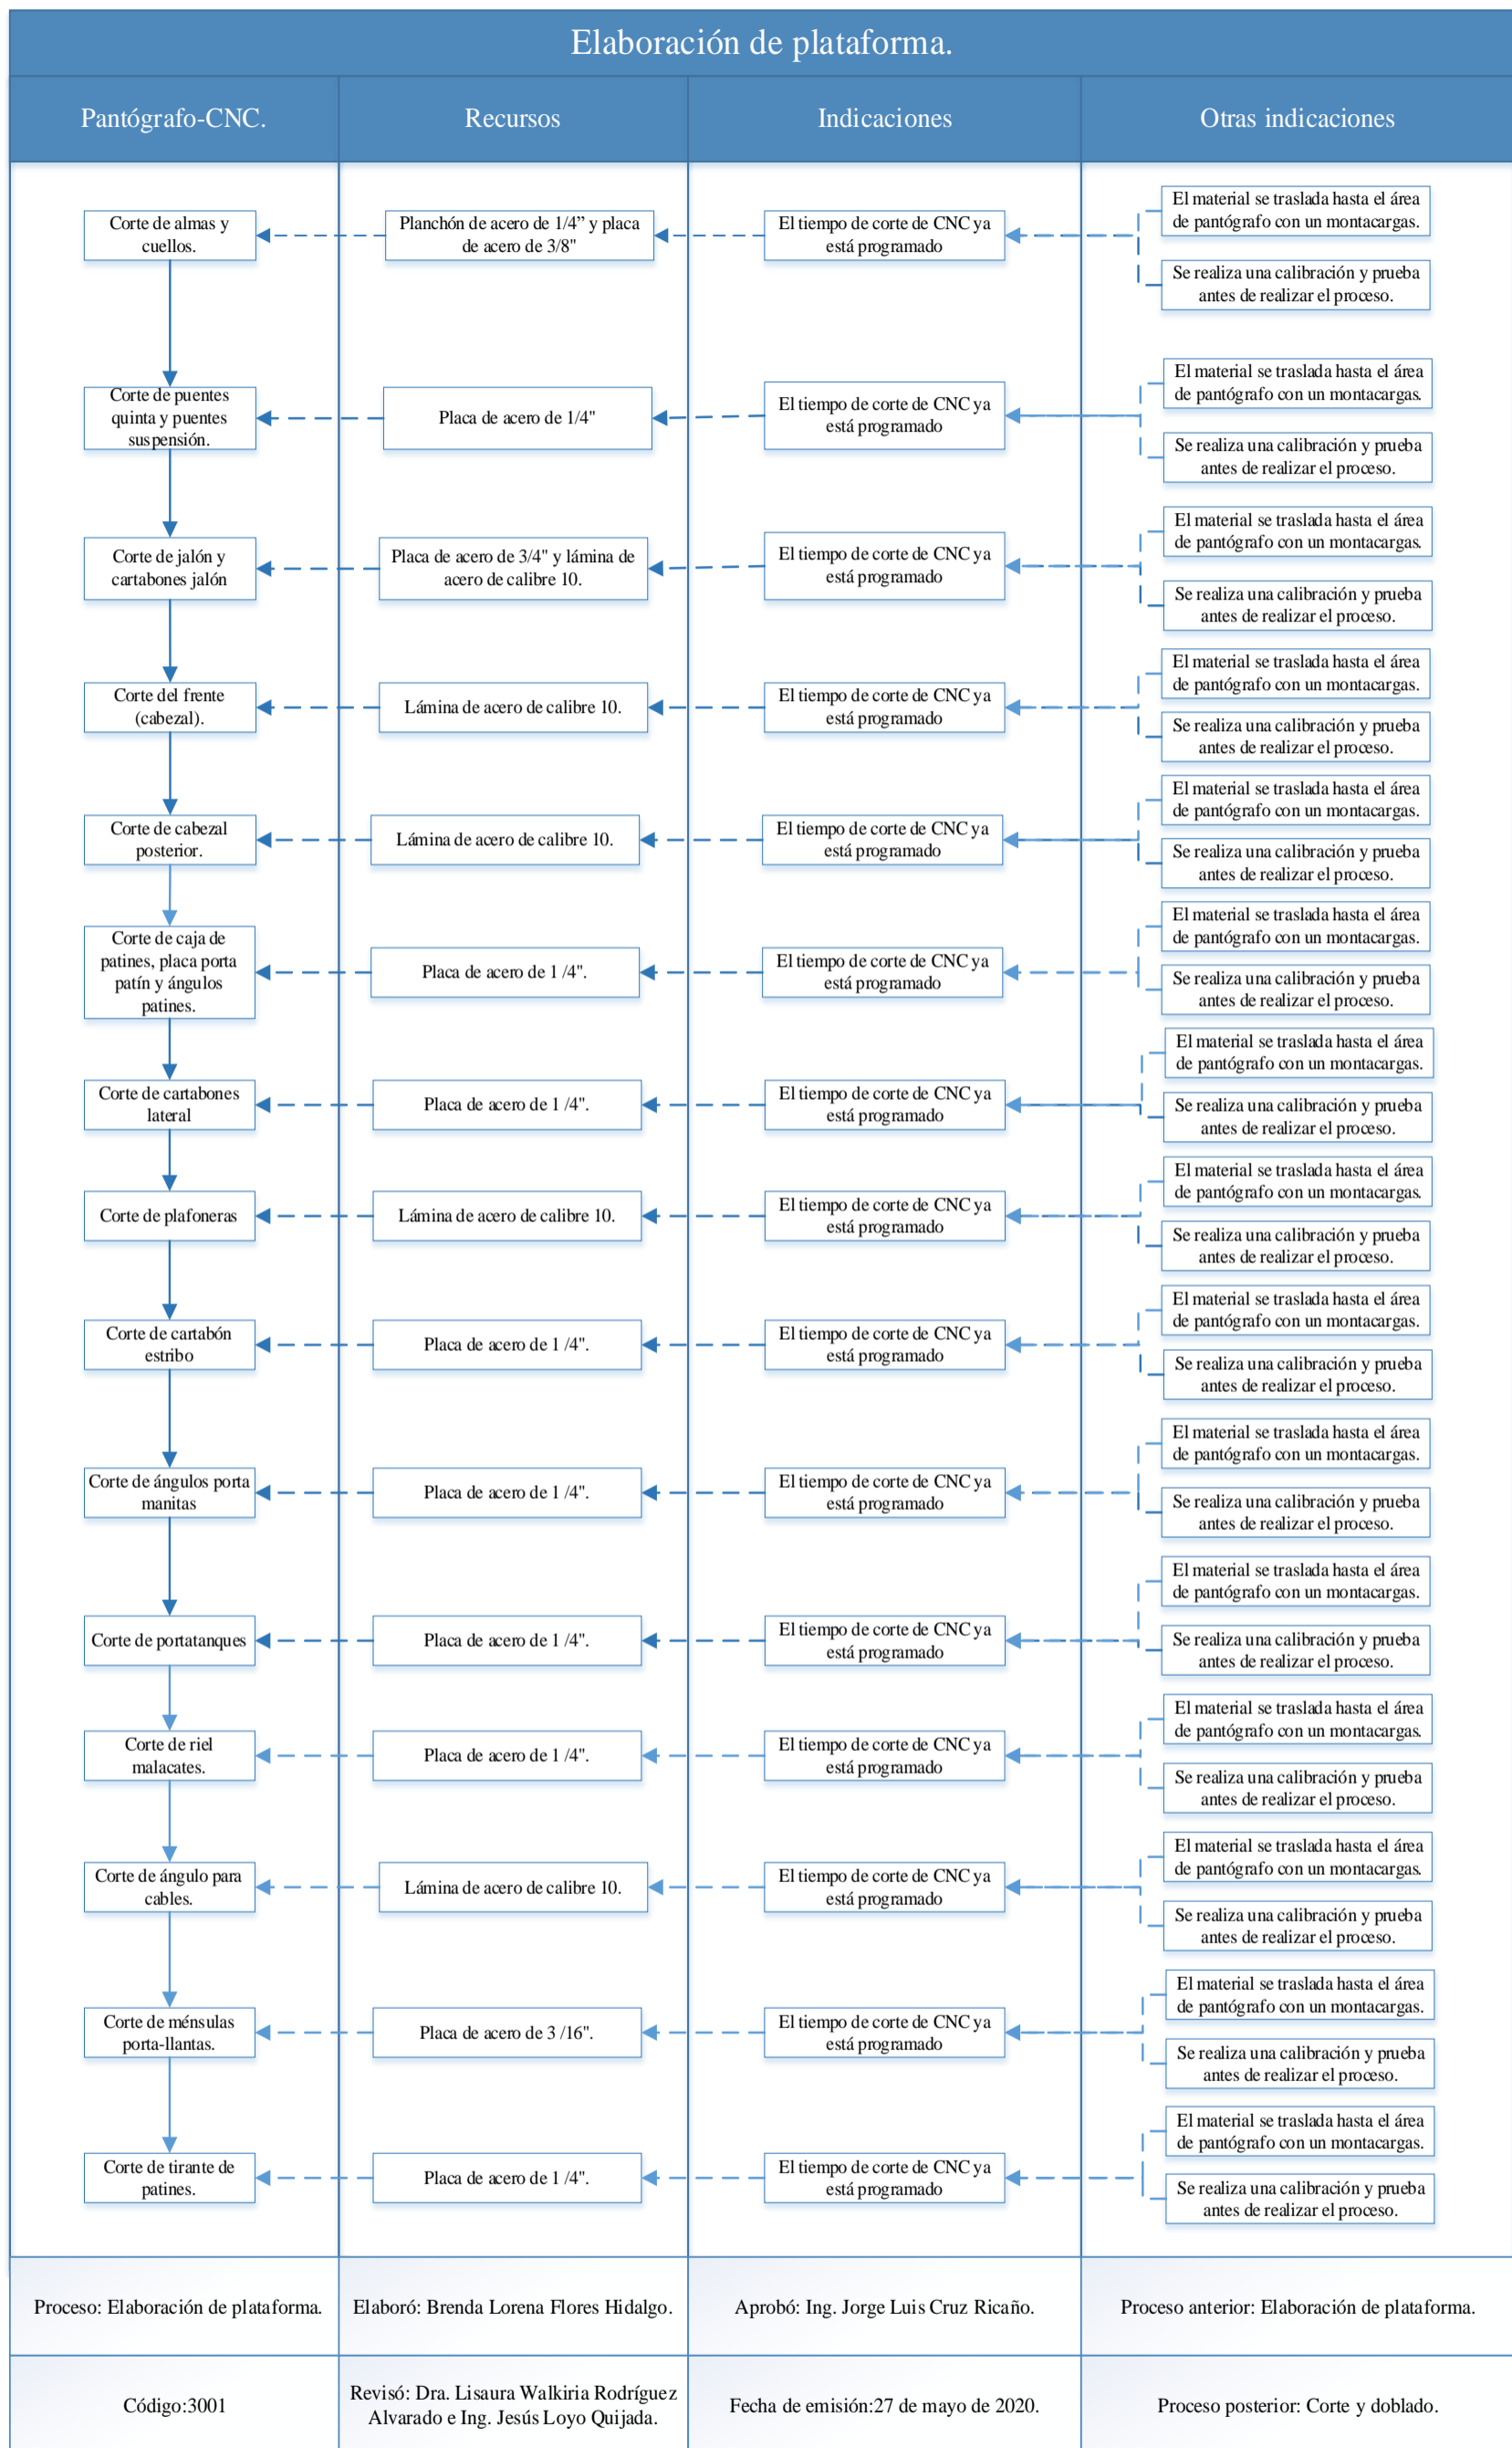 Elaboración de plataforma.
Pantógrafo-CNC.
Recursos
Indicaciones
Otras indicaciones
Corte de almas y
cuellos.
Planchón de acero de 1/4” y placa
de acero de 3/8"
El tiempo de corte de CNC ya
está programado
El material se traslada hasta el área
de pantógrafo con un montacargas.
Se realiza una calibración y prueba
antes de realizar el proceso.
Corte de puentes
quinta y puentes
suspensión.
Placa de acero de 1/4"
El tiempo de corte de CNC ya
está programado
El material se traslada hasta el área
de pantógrafo con un montacargas.
Se realiza una calibración y prueba
antes de realizar el proceso.
Corte de jalón y
cartabones jalón
Placa de acero de 3/4" y lámina de
acero de calibre 10.
El tiempo de corte de CNC ya
está programado
El material se traslada hasta el área
de pantógrafo con un montacargas.
Se realiza una calibración y prueba
antes de realizar el proceso.
Corte del frente
(cabezal).
Lámina de acero de calibre 10.
El tiempo de corte de CNC ya
está programado
El material se traslada hasta el área
de pantógrafo con un montacargas.
Se realiza una calibración y prueba
antes de realizar el proceso.
Corte de cabezal
posterior.
Lámina de acero de calibre 10.
El tiempo de corte de CNC ya
está programado
El material se traslada hasta el área
de pantógrafo con un montacargas.
Se realiza una calibración y prueba
antes de realizar el proceso.
Corte de caja de
patines, placa porta
patín y ángulos
patines.
Placa de acero de 1 /4".
El tiempo de corte de CNC ya
está programado
El material se traslada hasta el área
de pantógrafo con un montacargas.
Se realiza una calibración y prueba
antes de realizar el proceso.
Corte de cartabones
lateral
Placa de acero de 1 /4".
El tiempo de corte de CNC ya
está programado
El material se traslada hasta el área
de pantógrafo con un montacargas.
Se realiza una calibración y prueba
antes de realizar el proceso.
Corte de plafoneras
Lámina de acero de calibre 10.
El tiempo de corte de CNC ya
está programado
El material se traslada hasta el área
de pantógrafo con un montacargas.
Se realiza una calibración y prueba
antes de realizar el proceso.
Corte de cartabón
estribo
Placa de acero de 1 /4".
El tiempo de corte de CNC ya
está programado
El material se traslada hasta el área
de pantógrafo con un montacargas.
Se realiza una calibración y prueba
antes de realizar el proceso.
Corte de ángulos porta
manitas
Placa de acero de 1 /4".
El tiempo de corte de CNC ya
está programado
El material se traslada hasta el área
de pantógrafo con un montacargas.
Se realiza una calibración y prueba
antes de realizar el proceso.
Corte de portatanques
Placa de acero de 1 /4".
El tiempo de corte de CNC ya
está programado
El material se traslada hasta el área
de pantógrafo con un montacargas.
Se realiza una calibración y prueba
antes de realizar el proceso.
Corte de riel
malacates.
Placa de acero de 1 /4".
El tiempo de corte de CNC ya
está programado
El material se traslada hasta el área
de pantógrafo con un montacargas.
Se realiza una calibración y prueba
antes de realizar el proceso.
Corte de ángulo para
cables.
Lámina de acero de calibre 10.
El tiempo de corte de CNC ya
está programado
El material se traslada hasta el área
de pantógrafo con un montacargas.
Se realiza una calibración y prueba
antes de realizar el proceso.
Corte de ménsulas
porta-llantas.
Placa de acero de 3 /16".
El tiempo de corte de CNC ya
está programado
El material se traslada hasta el área
de pantógrafo con un montacargas.
Se realiza una calibración y prueba
antes de realizar el proceso.
Corte de tirante de
patines.
Placa de acero de 1 /4".
El tiempo de corte de CNC ya
está programado
El material se traslada hasta el área
de pantógrafo con un montacargas.
Se realiza una calibración y prueba
antes de realizar el proceso.
Proceso: Elaboración de plataforma.
Elaboró: Brenda Lorena Flores Hidalgo.
Aprobó: Ing. Jorge Luis Cruz Ricaño.
Proceso anterior: Elaboración de plataforma.
Código:3001
Revisó: Dra. Lisaura Walkiria Rodríguez
Alvarado e Ing. Jesús Loyo Quijada.
Fecha de emisión:27 de mayo de 2020.
Proceso posterior: Corte y doblado.